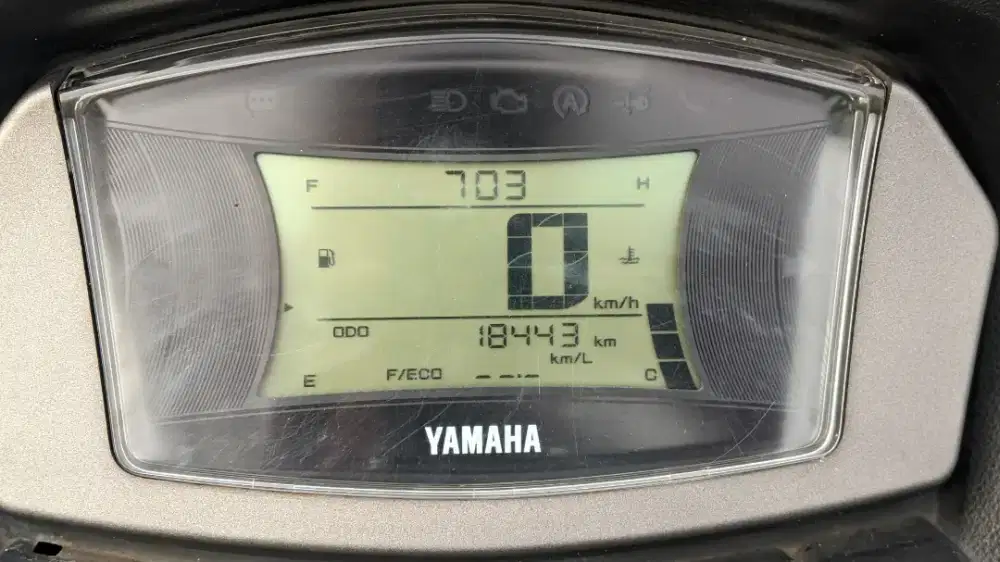 F 703 H
0 km/h
ODO 18443 km
km/L
E F/ECO C
YAMAHA